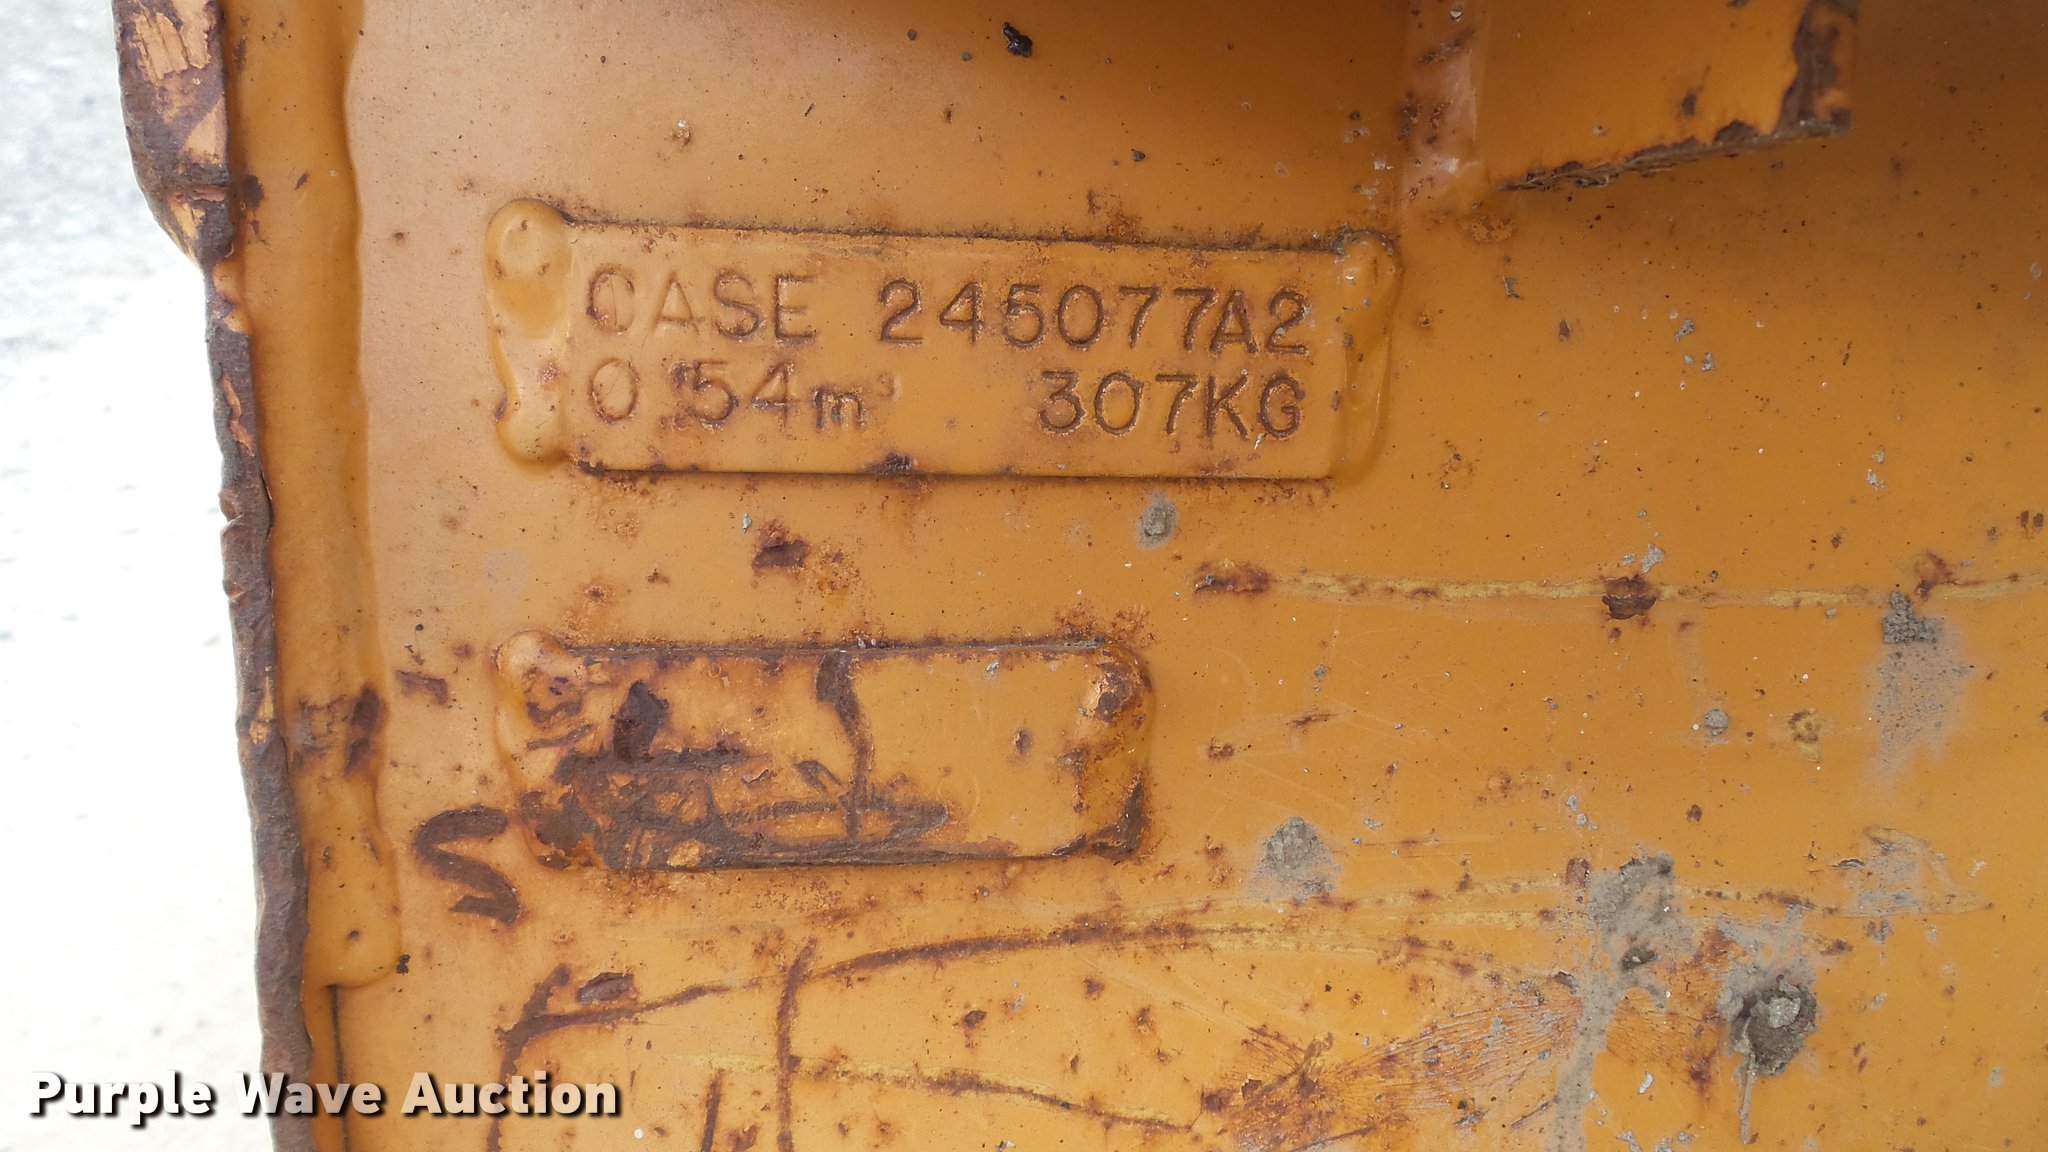 CASE 245077A2
0.54m³ 307KG
S
Purple Wave Auction